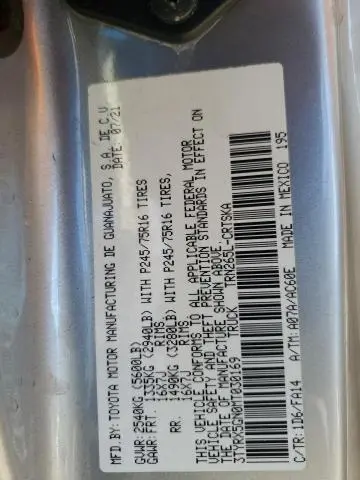 MFD.BY:TOYOTA MOTOR MANUFACTURING DE GUANAJUATO, S.A. DE C.V
DATE: 07/21
GVWR:2540KG(5600LB)
GAWR:FRT. 1335KG(2940LB) WITH P245/75R16 TIRES
16X7J RIMS
RR. 1490KG(3280LB) WITH P245/75R16 TIRES,
16X7J RIMS
THIS VEHICLE CONFORMS TO ALL APPLICABLE FEDERAL MOTOR
VEHICLE SAFETY AND THEFT PREVENTION STANDARDS IN EFFECT ON
THE DATE OF MANUFACTURE SHOWN ABOVE.
TRUCK TRN265L-CRTSKA
C/TR:1D6/FA14 A/TM:A07A/AC60E MADE IN MEXICO 195